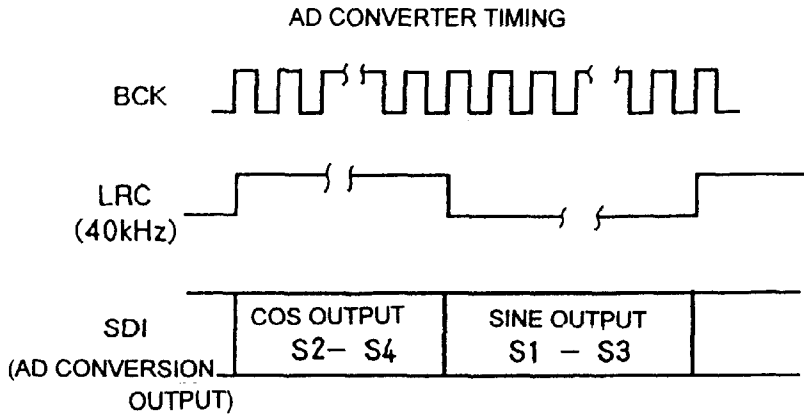 AD CONVERTER TIMING
BCK
LRC
(40kHz)
SDI
(AD CONVERSION
OUTPUT)
COS OUTPUT
S2- S4
SINE OUTPUT
S1 - S3